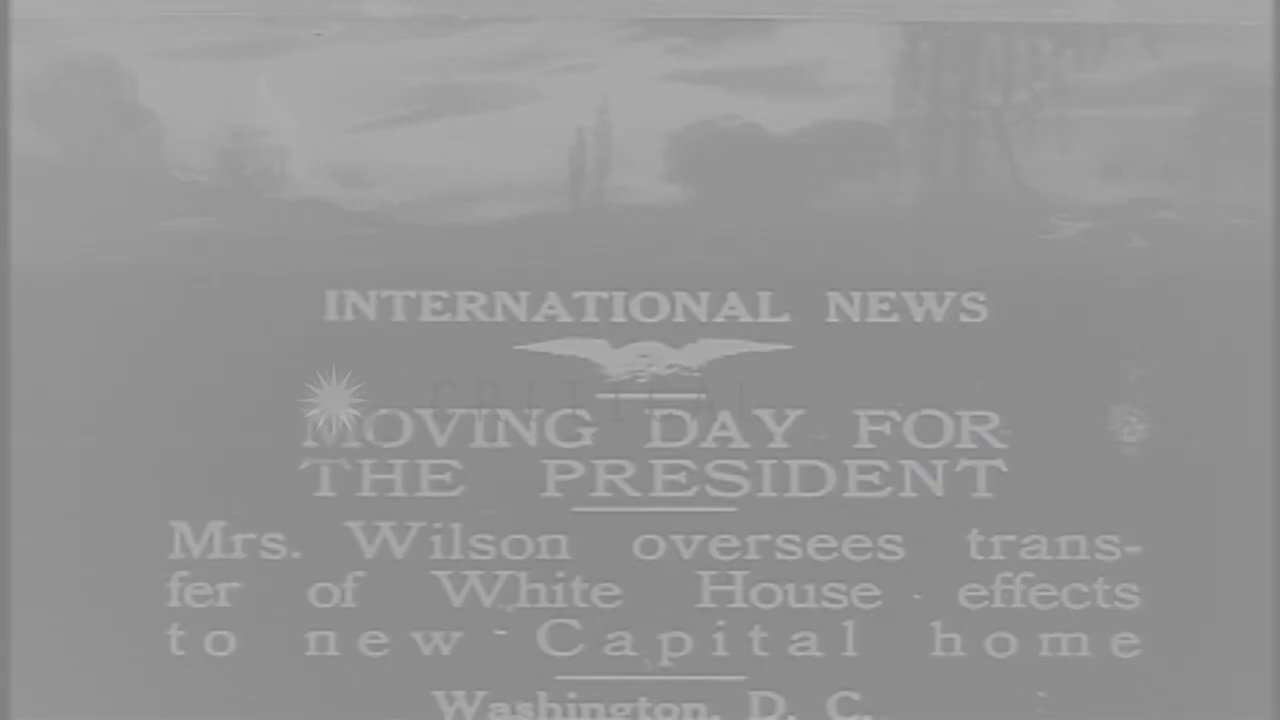 INTERNATIONAL NEWS
CRITICAL
MOVING DAY FOR
THE PRESIDENT
Mrs. Wilson oversees trans-
fer of White House effects
to new Capital home
Washington, D. C.